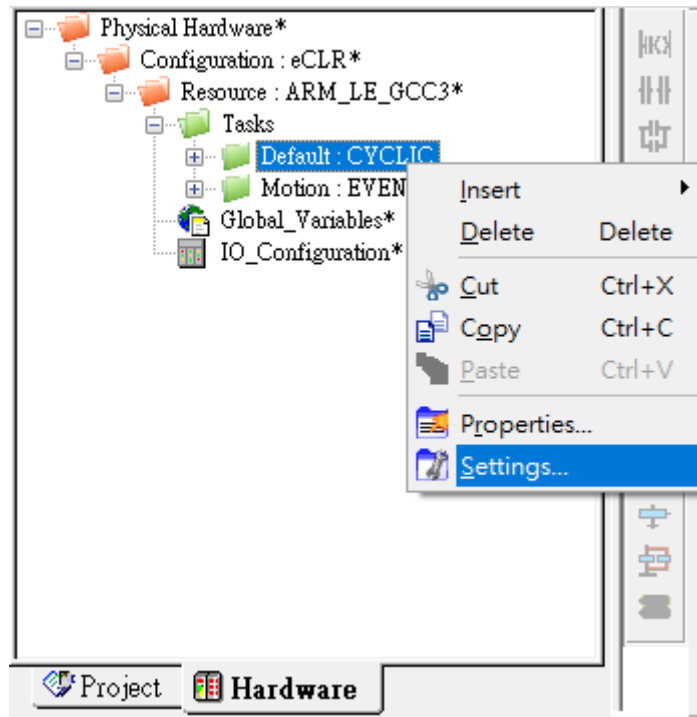 Physical Hardware*
Configuration : eCLR*
Resource : ARM_LE_GCC3*
Tasks
Default : CYCLIC
Motion : EVEN
Global_Variables*
IO_Configuration*
Insert
Delete Delete
Cut Ctrl+X
Copy Ctrl+C
Paste Ctrl+V
Properties...
Settings...
Project Hardware